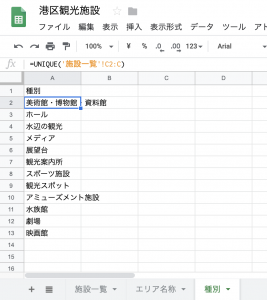 港区観光施設
ファイル 編集 表示 挿入 表示形式 データ ツール アド
100% ¥ % .0 .00 123 Arial
fx =UNIQUE('施設一覧'!C2:C)
A B C D
1 種別
2 美術館・博物館・資料館
3 ホール
4 水辺の観光
5 メディア
6 展望台
7 観光案内所
8 スポーツ施設
9 観光スポット
10 アミューズメント施設
11 水族館
12 劇場
13 映画館
14
15
16
施設一覧 エリア名称 種別